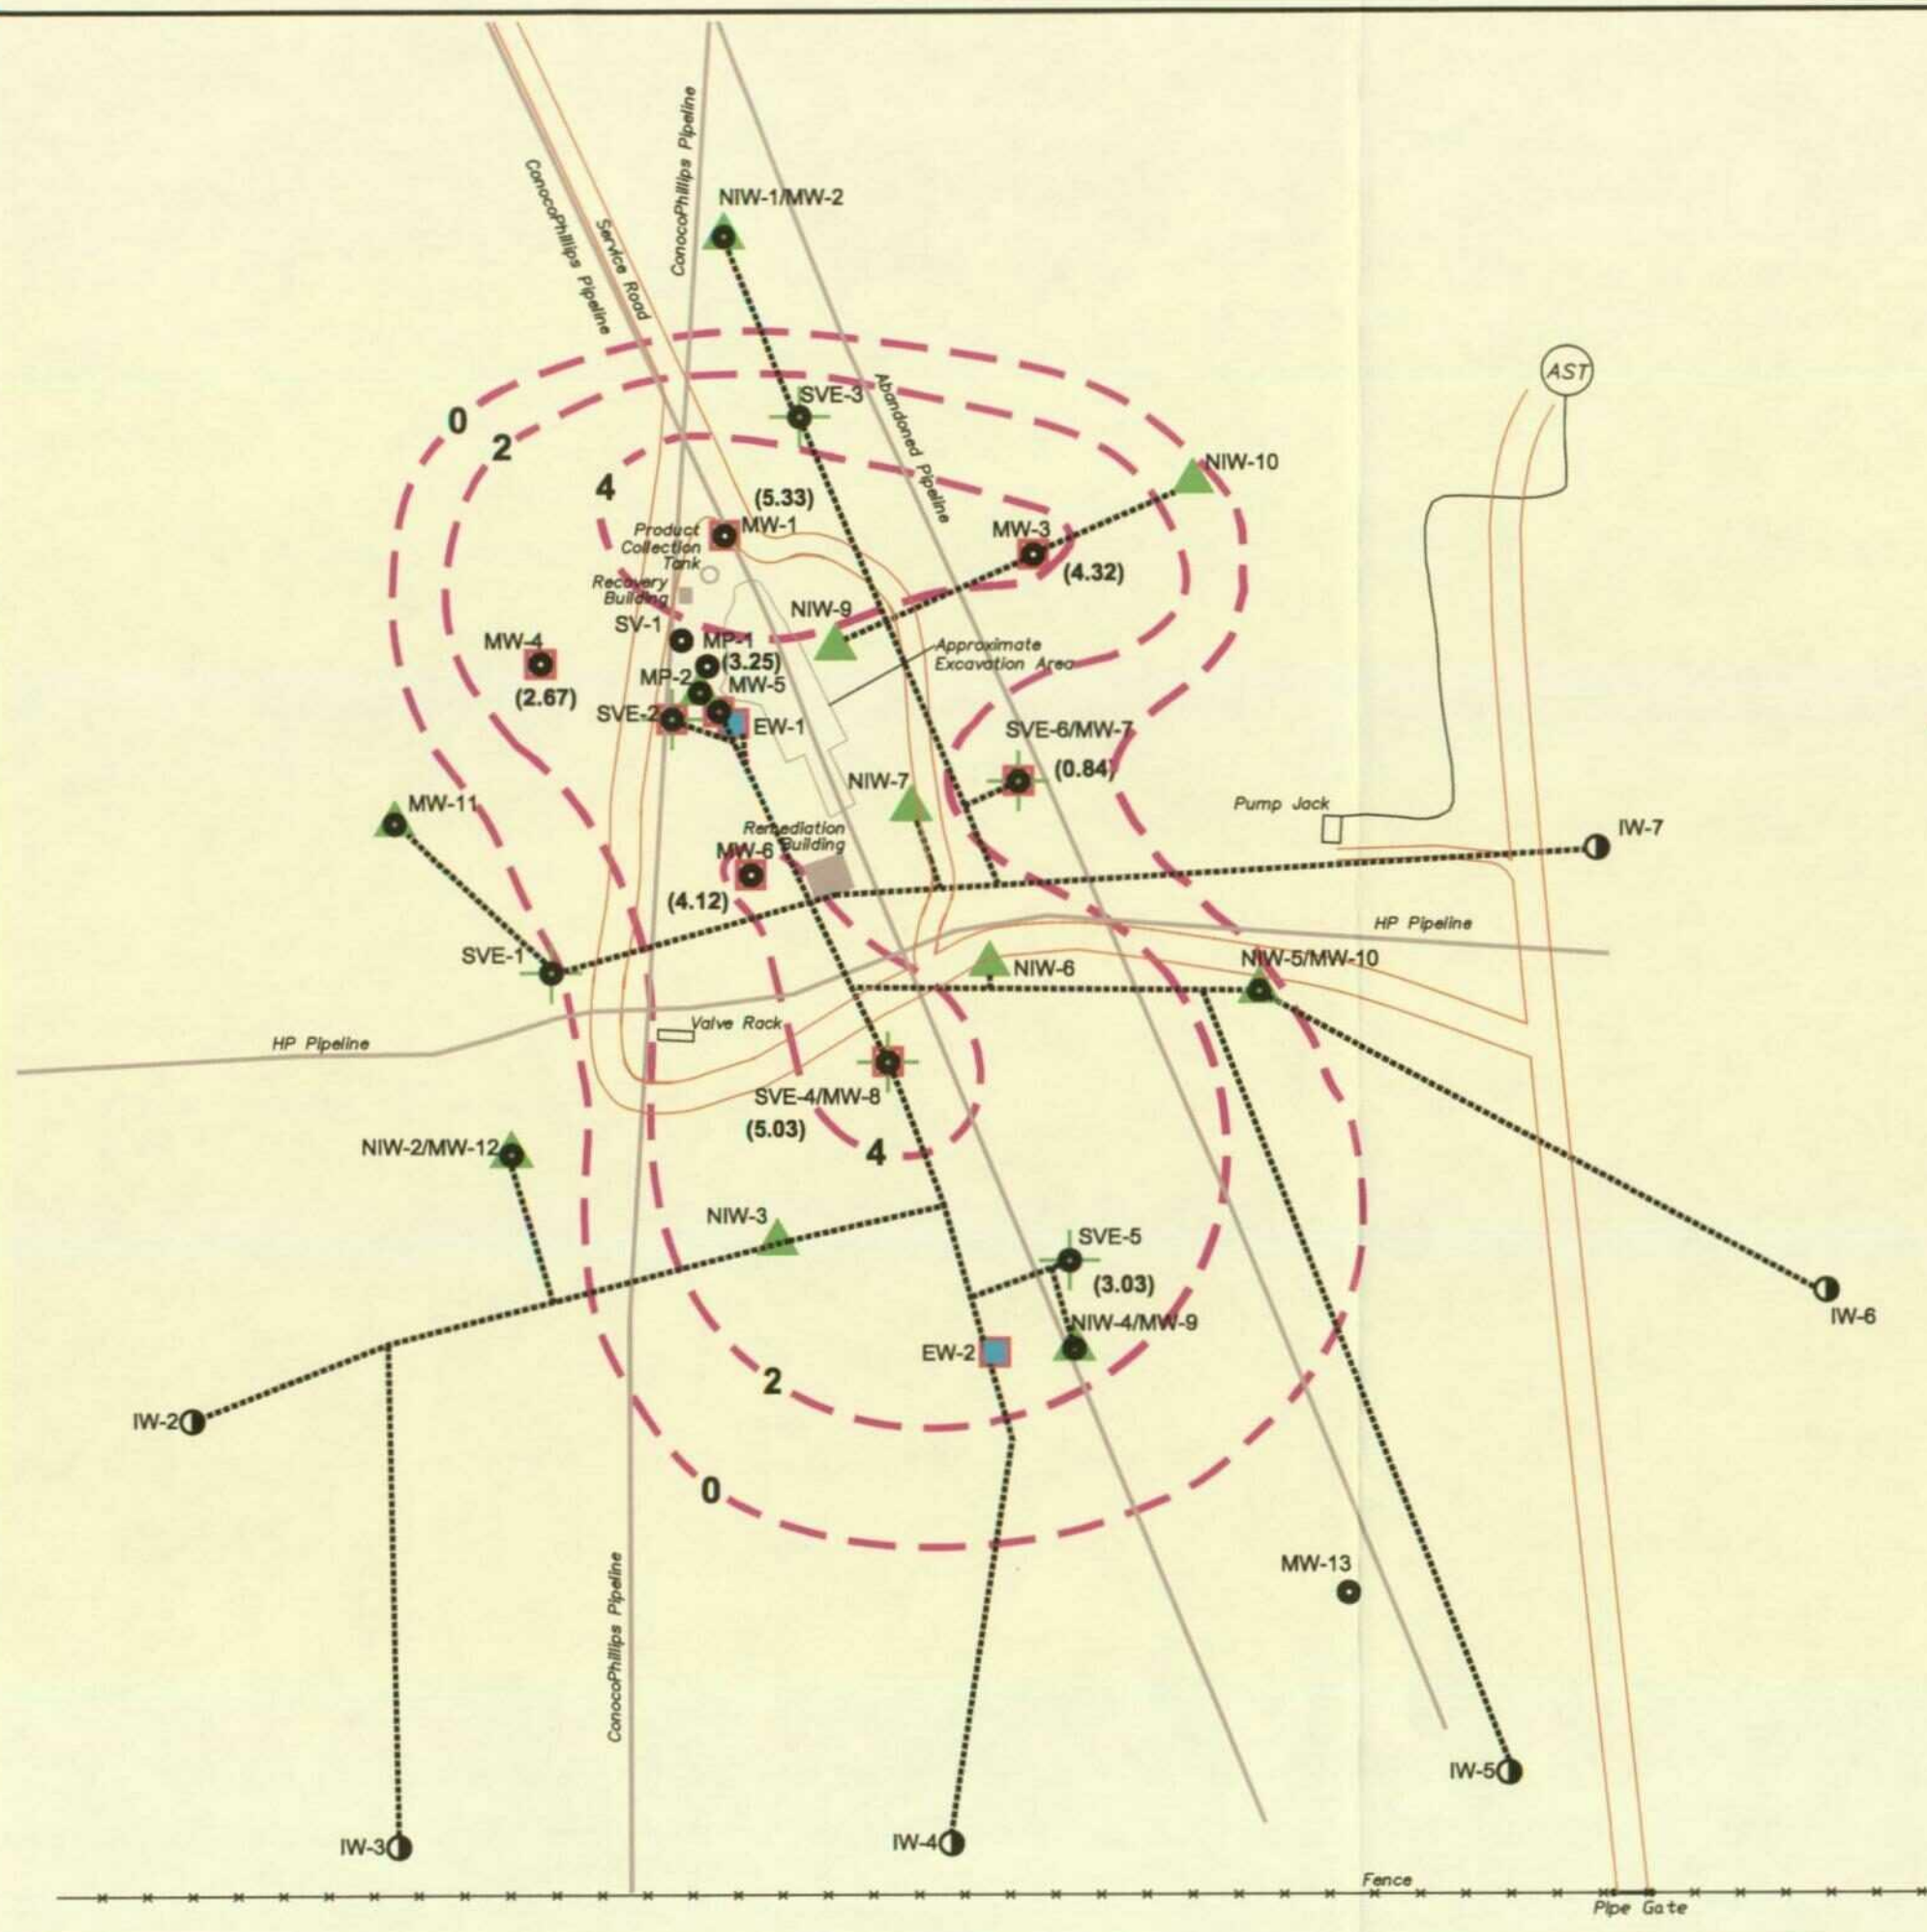 ConocoPhillips Pipeline
ConocoPhillips Pipeline
Service Road
NIW-1/MW-2
SVE-3
Abandoned Pipeline
AST
0
2
4
NIW-10
(5.33)
MW-1
MW-3
(4.32)
Product
Collection
Tank
Recovery
Building
NIW-9
SV-1
MP-1
(3.25)
MW-4
(2.67)
MP-2
MW-5
SVE-2
EW-1
Approximate
Excavation Area
SVE-6/MW-7
(0.84)
NIW-7
MW-11
Pump Jack
IW-7
Remediation
Building
MW-6
(4.12)
HP Pipeline
SVE-1
NIW-6
NIW-5/MW-10
Valve Rack
HP Pipeline
SVE-4/MW-8
(5.03)
4
NIW-2/MW-12
NIW-3
SVE-5
(3.03)
IW-6
NIW-4/MW-9
EW-2
2
IW-2
0
MW-13
ConocoPhillips Pipeline
IW-5
IW-3
IW-4
Fence
Pipe Gate